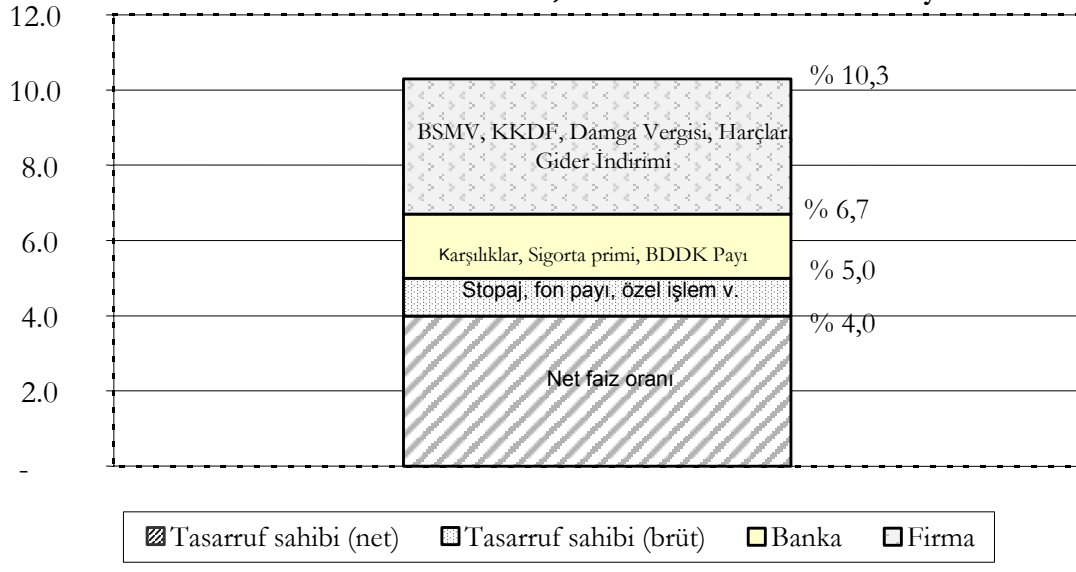 12.0
% 10,3
10.0
BSMV, KKDF, Damga Vergisi, Harçlar,
Gider İndirimi
8.0
% 6,7
6.0
Karşılıklar, Sigorta primi, BDDK Payı
% 5,0
Stopaj, fon payı, özel işlem v.
4.0
% 4,0
Net faiz oranı
2.0
-
Tasarruf sahibi (net) Tasarruf sahibi (brüt) Banka Firma